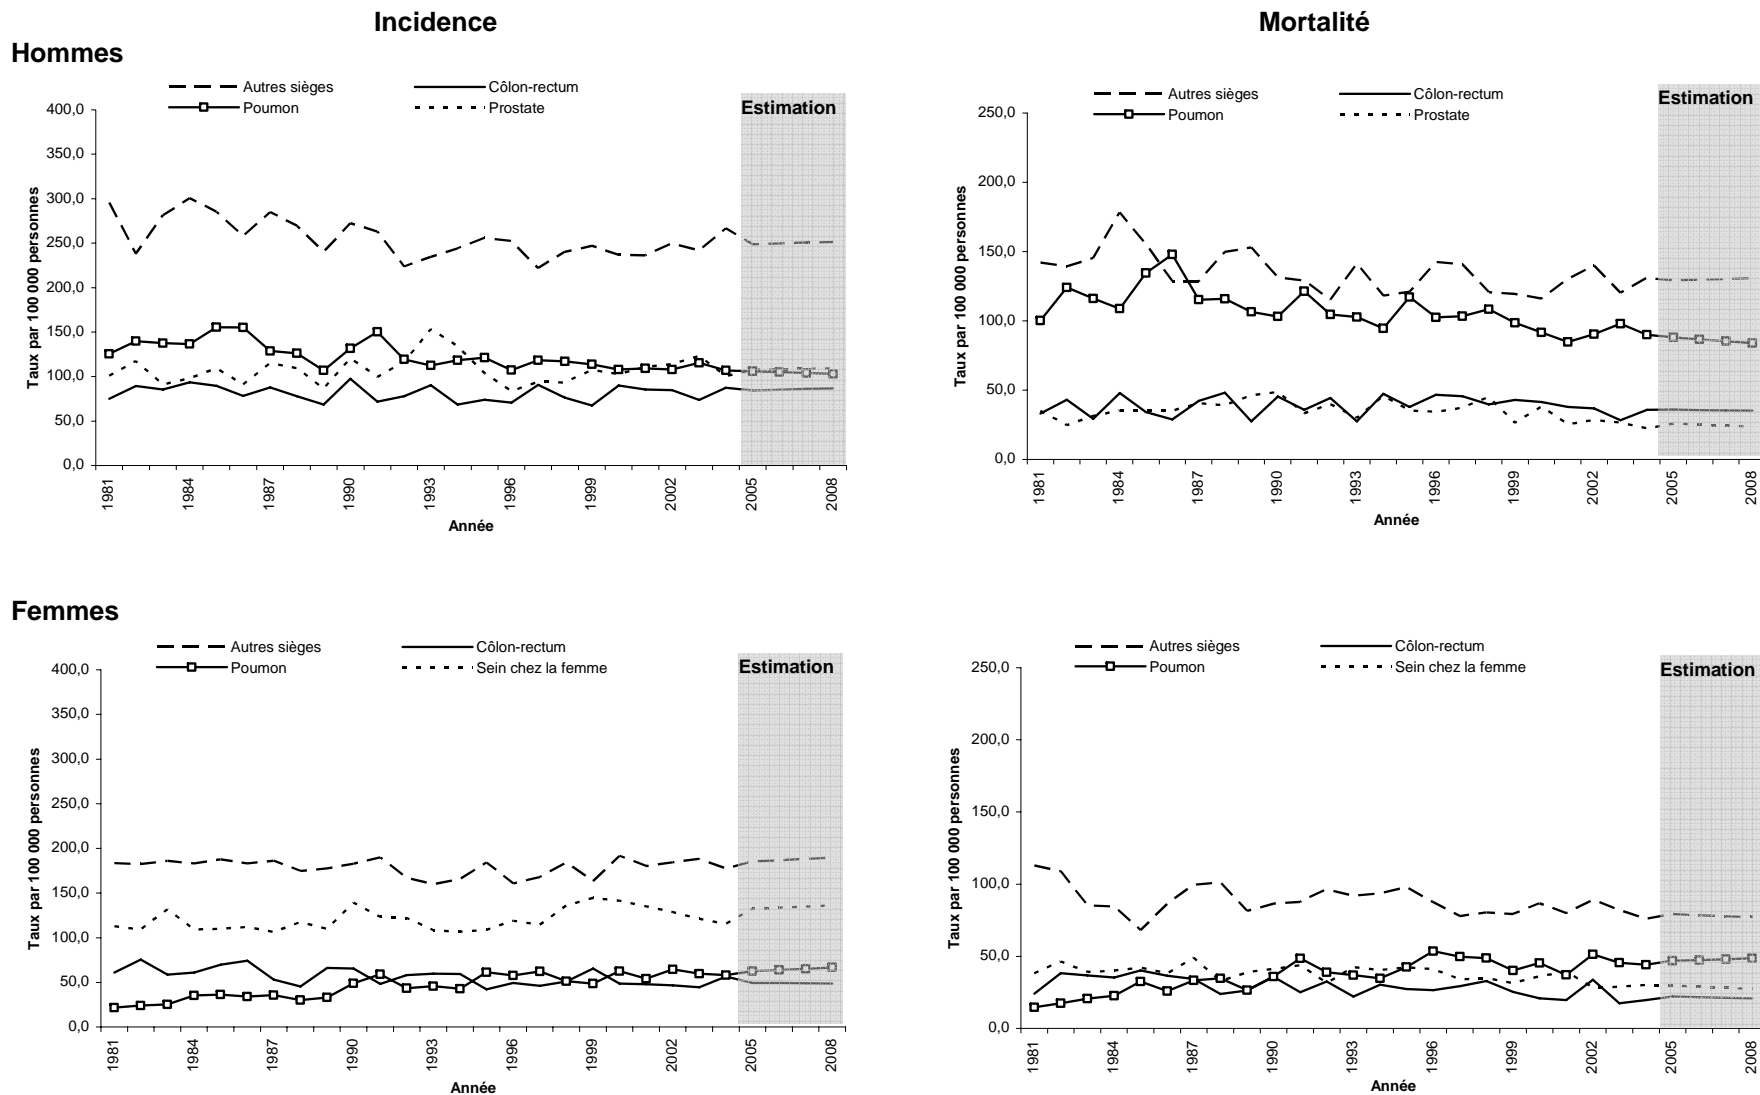 Incidence
Mortalité
Hommes
Autres sièges
Côlon-rectum
Poumon
Prostate
Estimation
Taux par 100 000 personnes
400,0
350,0
300,0
250,0
200,0
150,0
100,0
50,0
0,0
1981 1984 1987 1990 1993 1996 1999 2002 2005 2008
Année
Autres sièges
Côlon-rectum
Poumon
Prostate
Estimation
Taux par 100 000 personnes
250,0
200,0
150,0
100,0
50,0
0,0
1981 1984 1987 1990 1993 1996 1999 2002 2005 2008
Année
Femmes
Autres sièges
Côlon-rectum
Poumon
Sein chez la femme
Estimation
Taux par 100 000 personnes
400,0
350,0
300,0
250,0
200,0
150,0
100,0
50,0
0,0
1981 1984 1987 1990 1993 1996 1999 2002 2005 2008
Année
Autres sièges
Côlon-rectum
Poumon
Sein chez la femme
Estimation
Taux par 100 000 personnes
250,0
200,0
150,0
100,0
50,0
0,0
1981 1984 1987 1990 1993 1996 1999 2002 2005 2008
Année